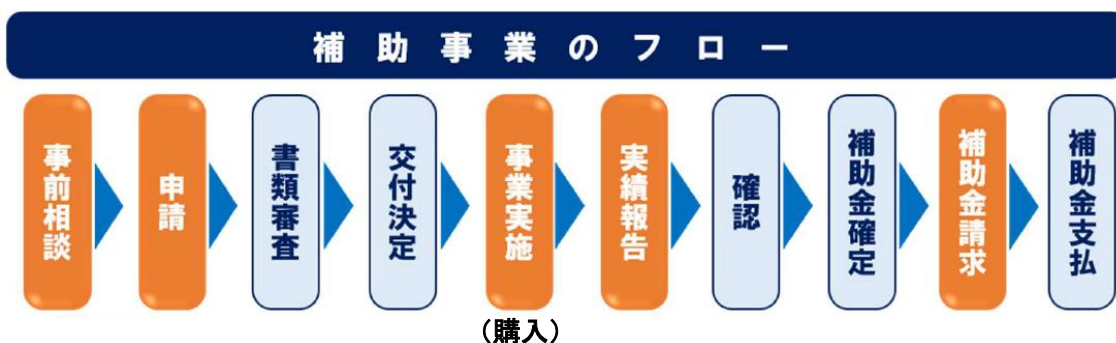 補助事業のフロー
事前相談
申請
書類審査
交付決定
事業実施
実績報告
確認
補助金確定
補助金請求
補助金支払
(購入)